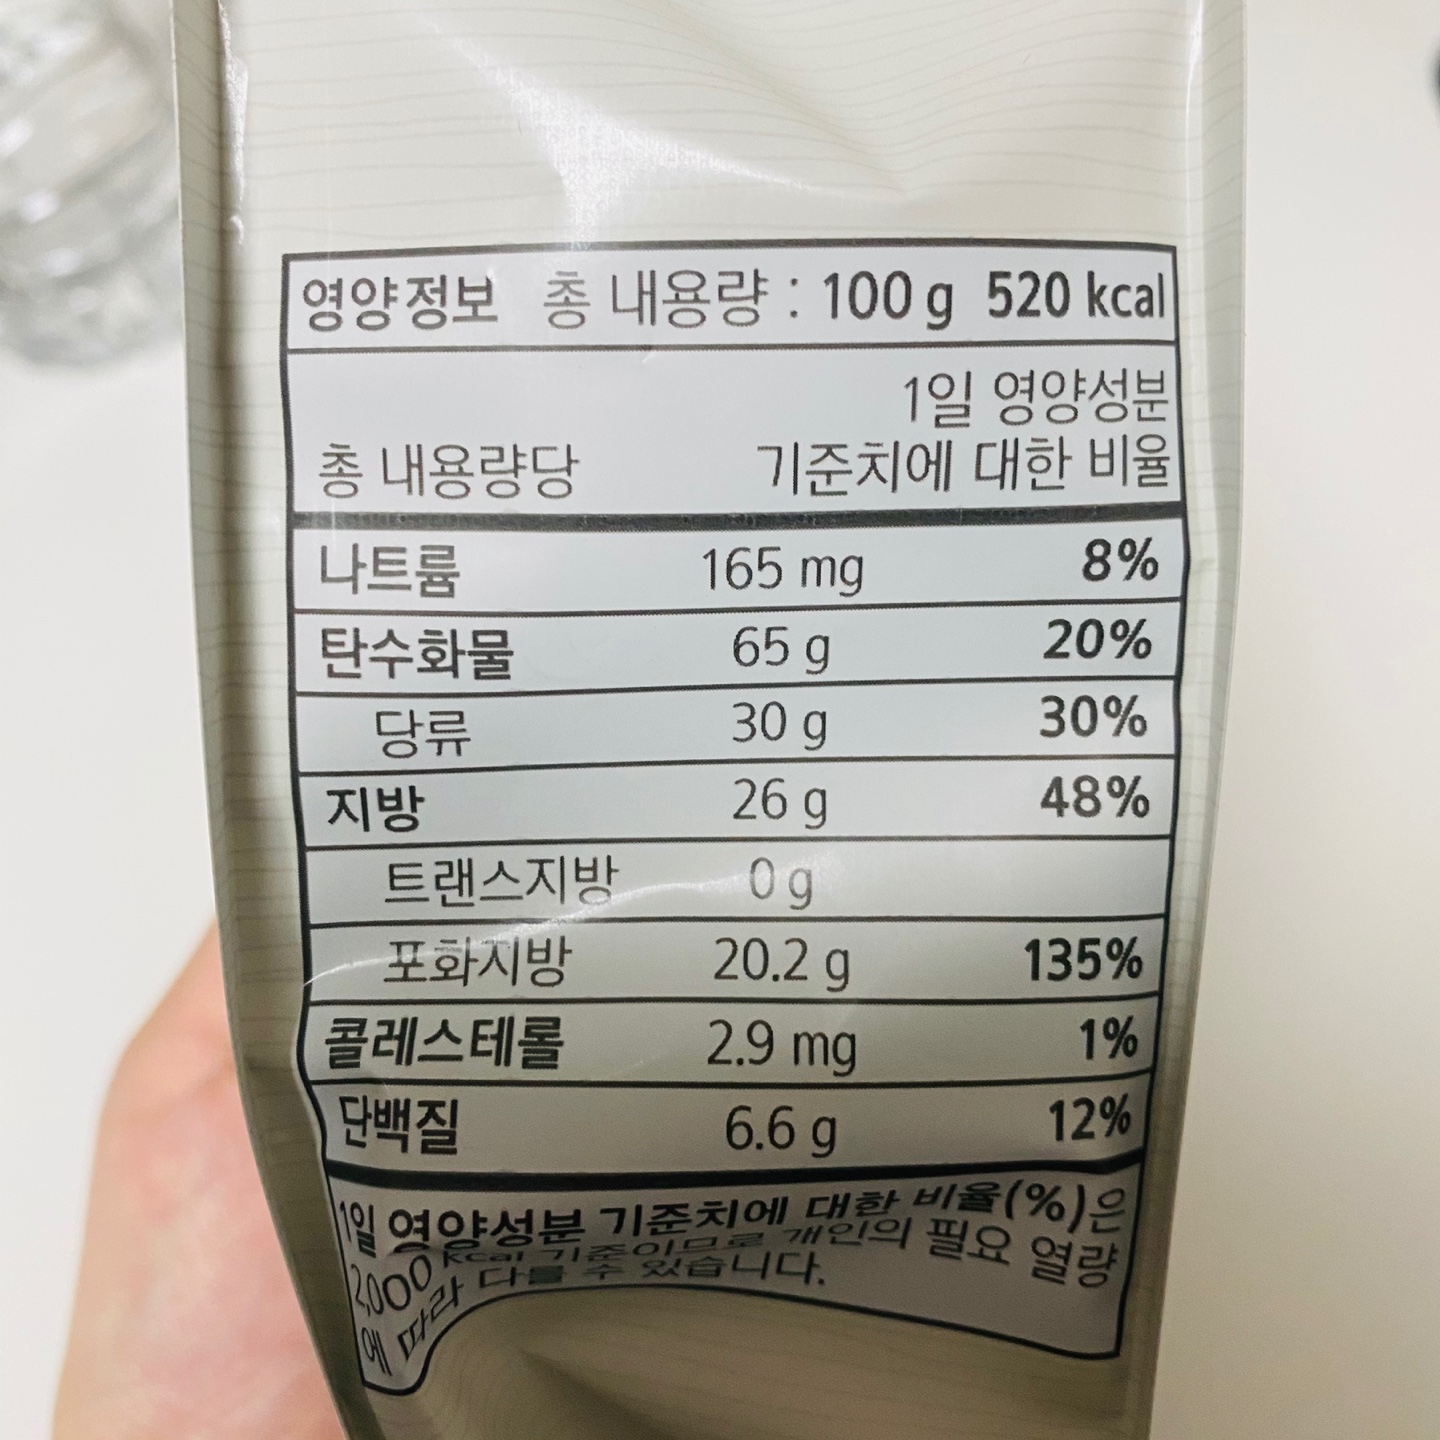 영양정보 총 내용량 : 100 g 520 kcal
1일 영양성분
총 내용량당 기준치에 대한 비율
나트륨 165 mg 8%
탄수화물 65 g 20%
당류 30 g 30%
지방 26 g 48%
트랜스지방 0 g
포화지방 20.2 g 135%
콜레스테롤 2.9 mg 1%
단백질 6.6 g 12%
1일 영양성분 기준치에 대한 비율(%)은
2,000 kcal 기준이므로 개인의 필요 열량
에 따라 다를 수 있습니다.